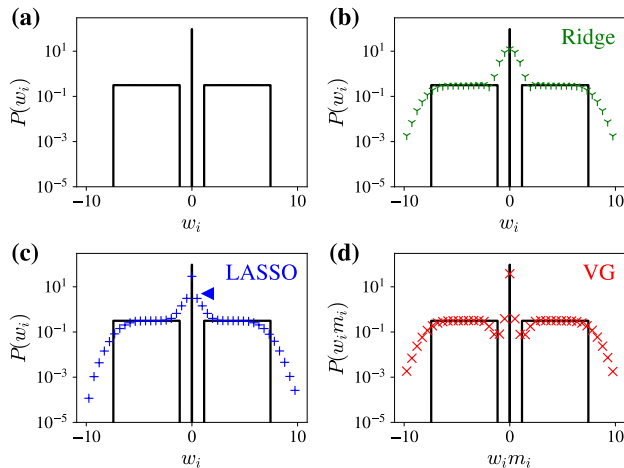 (a)
P(w_i)
10^1
10^{-1}
10^{-3}
10^{-5}
-10 0 10
w_i
(b)
Ridge
P(w_i)
10^1
10^{-1}
10^{-3}
10^{-5}
-10 0 10
w_i
(c)
LASSO
P(w_i)
10^1
10^{-1}
10^{-3}
10^{-5}
-10 0 10
w_i
(d)
VG
P(w_i m_i)
10^1
10^{-1}
10^{-3}
10^{-5}
-10 0 10
w_i m_i